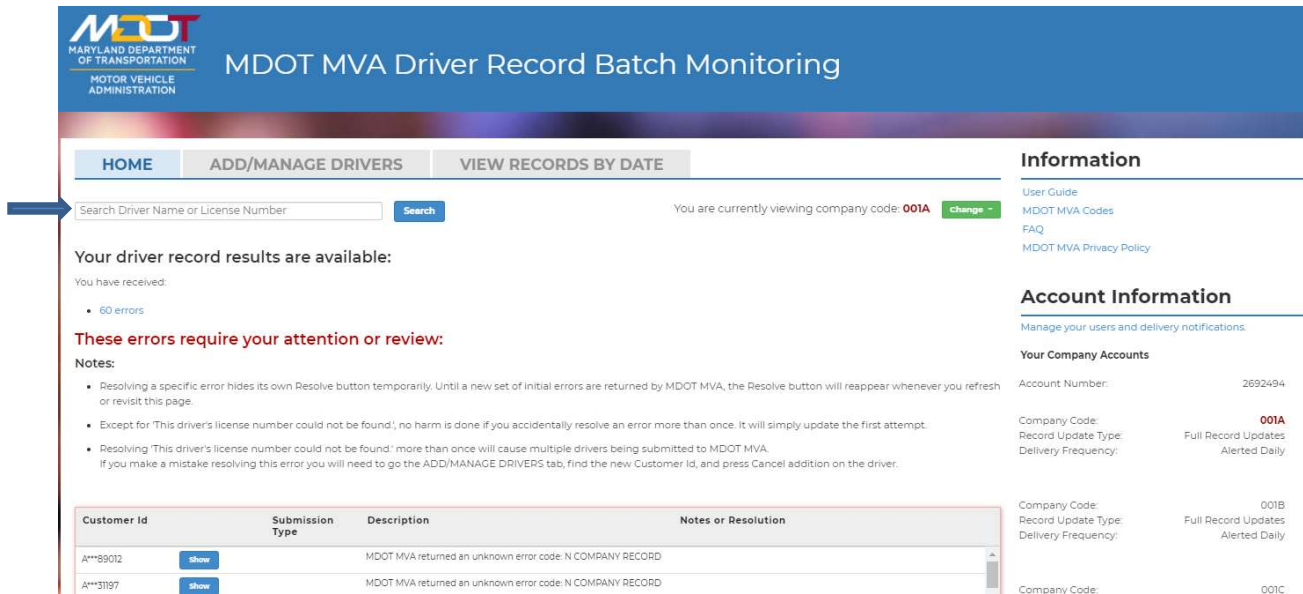 MDOT
MARYLAND DEPARTMENT
OF TRANSPORTATION
MOTOR VEHICLE
ADMINISTRATION
MDOT MVA Driver Record Batch Monitoring
HOME
ADD/MANAGE DRIVERS
VIEW RECORDS BY DATE
Search Driver Name or License Number
Search
You are currently viewing company code: 001A
Change
Your driver record results are available:
You have received:
• 60 errors
These errors require your attention or review:
Notes:
• Resolving a specific error hides its own Resolve button temporarily. Until a new set of initial errors are returned by MDOT MVA, the Resolve button will reappear whenever you refresh
or revisit this page.
• Except for 'This driver's license number could not be found.', no harm is done if you accidentally resolve an error more than once. It will simply update the first attempt.
• Resolving 'This driver's license number could not be found.' more than once will cause multiple drivers being submitted to MDOT MVA.
If you make a mistake resolving this error you will need to go the ADD/MANAGE DRIVERS tab, find the new Customer Id, and press Cancel addition on the driver.
Customer Id
Submission
Type
Description
Notes or Resolution
A***89012 Show MDOT MVA returned an unknown error code: N COMPANY RECORD
A***31197 Show MDOT MVA returned an unknown error code: N COMPANY RECORD
Information
User Guide
MDOT MVA Codes
FAQ
MDOT MVA Privacy Policy
Account Information
Manage your users and delivery notifications.
Your Company Accounts
Account Number: 2692494
Company Code: 001A
Record Update Type: Full Record Updates
Delivery Frequency: Alerted Daily
Company Code: 001B
Record Update Type: Full Record Updates
Delivery Frequency: Alerted Daily
Company Code: 001C